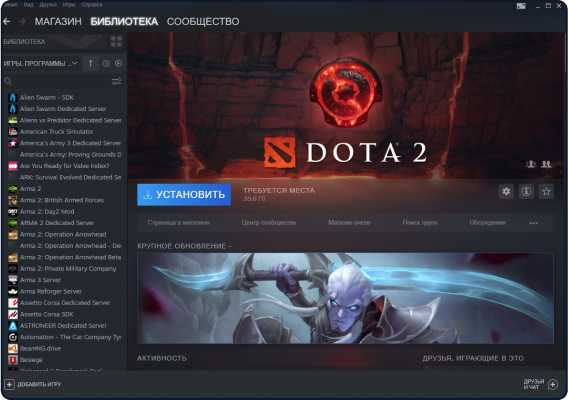 Вид Друзья Игры Справка
МАГАЗИН БИБЛИОТЕКА СООБЩЕСТВО
БИБЛИОТЕКА
ИГРЫ, ПРОГРАММЫ ...
Alien Swarm - SDK
Alien Swarm Dedicated Server
Aliens vs Predator Dedicated Server
American Truck Simulator
America's Army 3 Dedicated Server
America's Army: Proving Grounds D
Are You Ready for Valve Index?
ARK: Survival Evolved Dedicated Se
Arma 2
Arma 2: British Armed Forces
Arma 2: DayZ Mod
ARMA 2 Dedicated Server
Arma 2: Operation Arrowhead
Arma 2: Operation Arrowhead - De
Arma 2: Operation Arrowhead Beta
Arma 2: Private Military Company
Arma 3 Server
Arma Reforger Server
Assetto Corsa Dedicated Server
Assetto Corsa SDK
ASTRONEER Dedicated Server
Automation - The Car Company Ty
BeamNG.drive
Besiege
DOTA 2
УСТАНОВИТЬ
ТРЕБУЕТСЯ МЕСТА
39,6 Гб
Страница в магазине
Центр сообщества
Магазин очков
Поиск групп
Обсуждения
КРУПНОЕ ОБНОВЛЕНИЕ -
АКТИВНОСТЬ
ДРУЗЬЯ, ИГРАЮЩИЕ В ЭТО
ДОБАВИТЬ ИГРУ
ДРУЗЬЯ
И ЧАТ